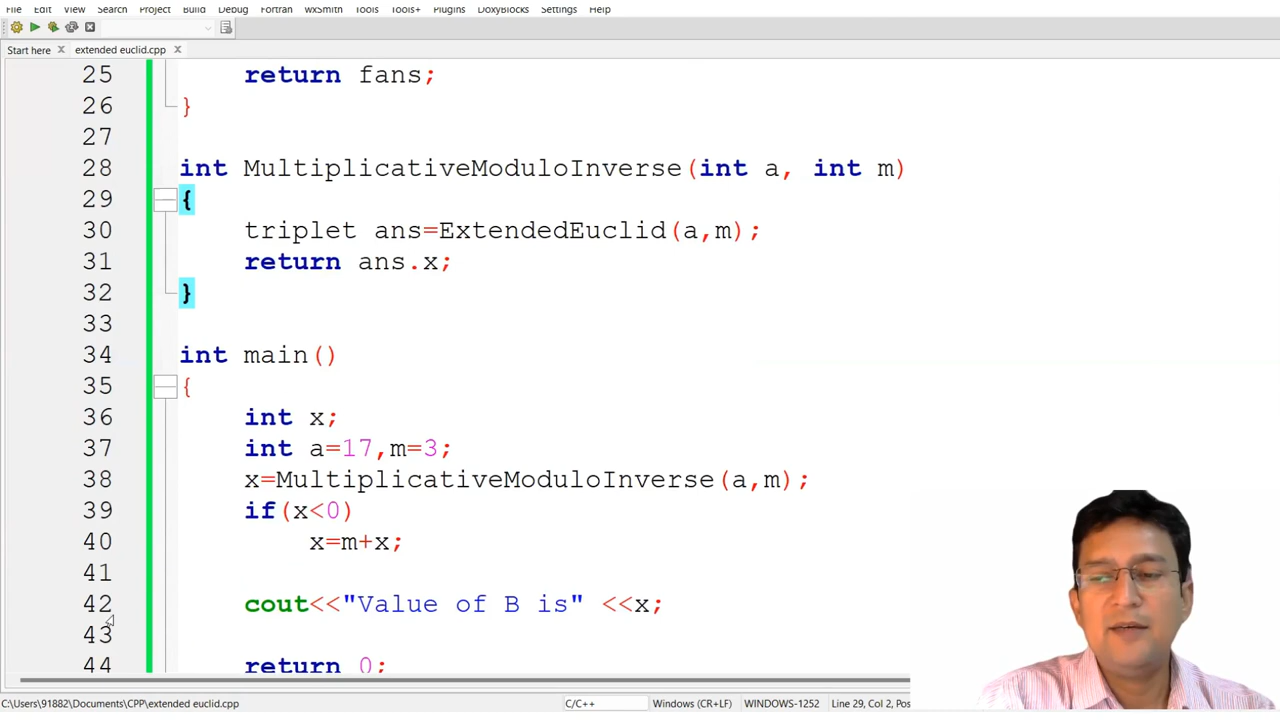 File Edit View Search Project Build Debug Fortran wxSmith Tools Tools+ Plugins DoxyBlocks Settings Help
Start here extended euclid.cpp
25 return fans;
26 }
27
28 int MultiplicativeModuloInverse(int a, int m)
29 {
30 triplet ans=ExtendedEuclid(a,m);
31 return ans.x;
32 }
33
34 int main()
35 {
36 int x;
37 int a=17,m=3;
38 x=MultiplicativeModuloInverse(a,m);
39 if(x<0)
40 x=m+x;
41
42 cout<<"Value of B is" <<x;
43
44 return 0;
C:\Users\91882\Documents\CPP\extended euclid.cpp C/C++ Windows (CR+LF) WINDOWS-1252 Line 29, Col 2, Pos